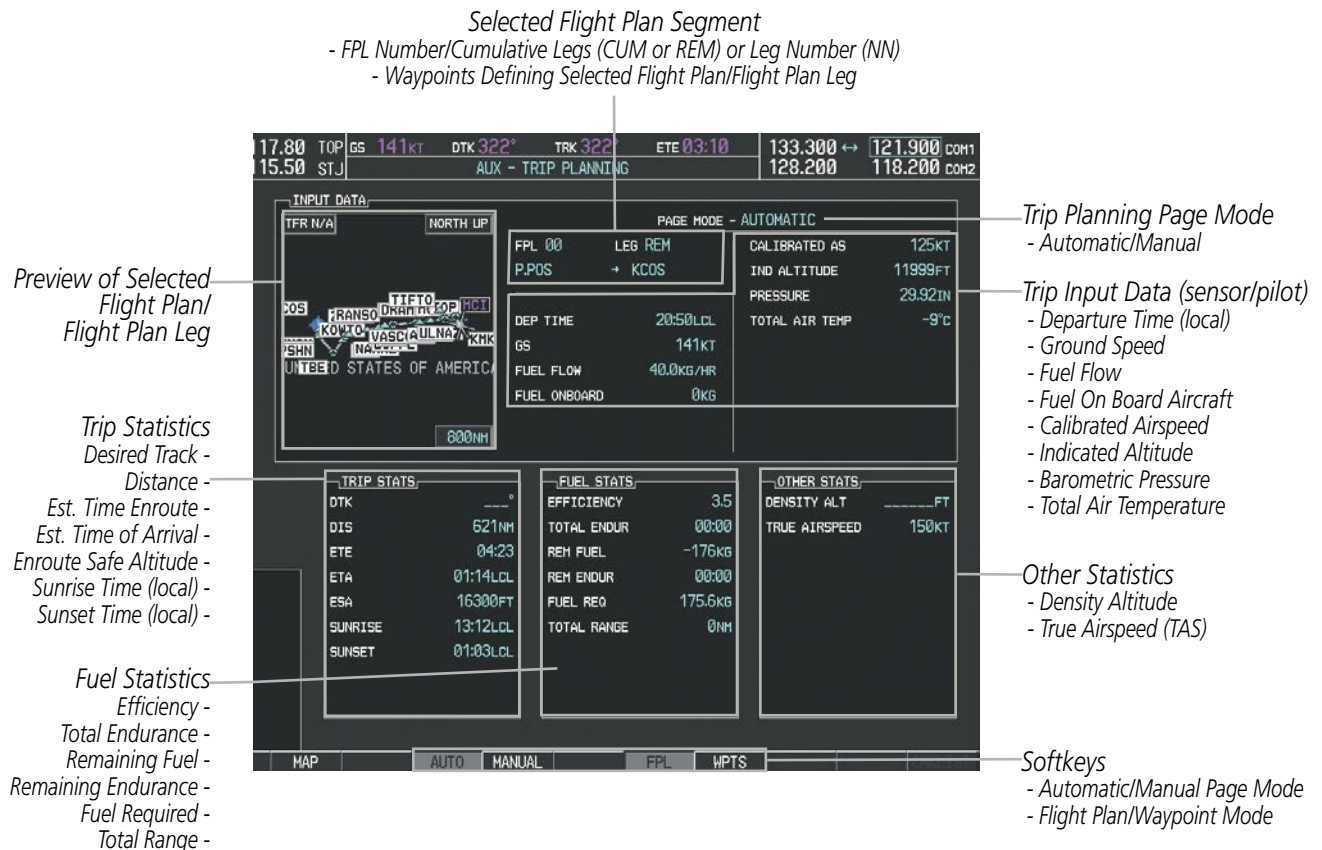 Selected Flight Plan Segment
- FPL Number/Cumulative Legs (CUM or REM) or Leg Number (NN)
- Waypoints Defining Selected Flight Plan/Flight Plan Leg
17.80 TOP GS 141KT DTK 322° TRK 322° ETE 03:10 133.300 ↔ 121.900 COM1
15.50 STJ AUX - TRIP PLANNING 128.200 118.200 COM2
INPUT DATA
PAGE MODE - AUTOMATIC
TFR N/A NORTH UP
FPL 00 LEG REM
P.POS → KCOS
DEP TIME 20:50LCL
GS 141KT
FUEL FLOW 40.0KG/HR
FUEL ONBOARD 0KG
CALIBRATED AS 125KT
IND ALTITUDE 11999FT
PRESSURE 29.92IN
TOTAL AIR TEMP -9°C
COS RANSO TIFTO TOP HCT
KOWTO VASC ULNA KMK
PSHN
TBE D STATES OF AMERIC
800NM
TRIP STATS
DTK ___°
DIS 621NM
ETE 04:23
ETA 01:14LCL
ESA 16300FT
SUNRISE 13:12LCL
SUNSET 01:03LCL
FUEL STATS
EFFICIENCY 3.5
TOTAL ENDUR 00:00
REM FUEL -176KG
REM ENDUR 00:00
FUEL REQ 175.6KG
TOTAL RANGE 0NM
OTHER STATS
DENSITY ALT _____FT
TRUE AIRSPEED 150KT
MAP AUTO MANUAL FPL WPTS
Preview of Selected
Flight Plan/
Flight Plan Leg
Trip Statistics
Desired Track -
Distance -
Est. Time Enroute -
Est. Time of Arrival -
Enroute Safe Altitude -
Sunrise Time (local) -
Sunset Time (local) -
Fuel Statistics
Efficiency -
Total Endurance -
Remaining Fuel -
Remaining Endurance -
Fuel Required -
Total Range -
Trip Planning Page Mode
- Automatic/Manual
Trip Input Data (sensor/pilot)
- Departure Time (local)
- Ground Speed
- Fuel Flow
- Fuel On Board Aircraft
- Calibrated Airspeed
- Indicated Altitude
- Barometric Pressure
- Total Air Temperature
Other Statistics
- Density Altitude
- True Airspeed (TAS)
Softkeys
- Automatic/Manual Page Mode
- Flight Plan/Waypoint Mode